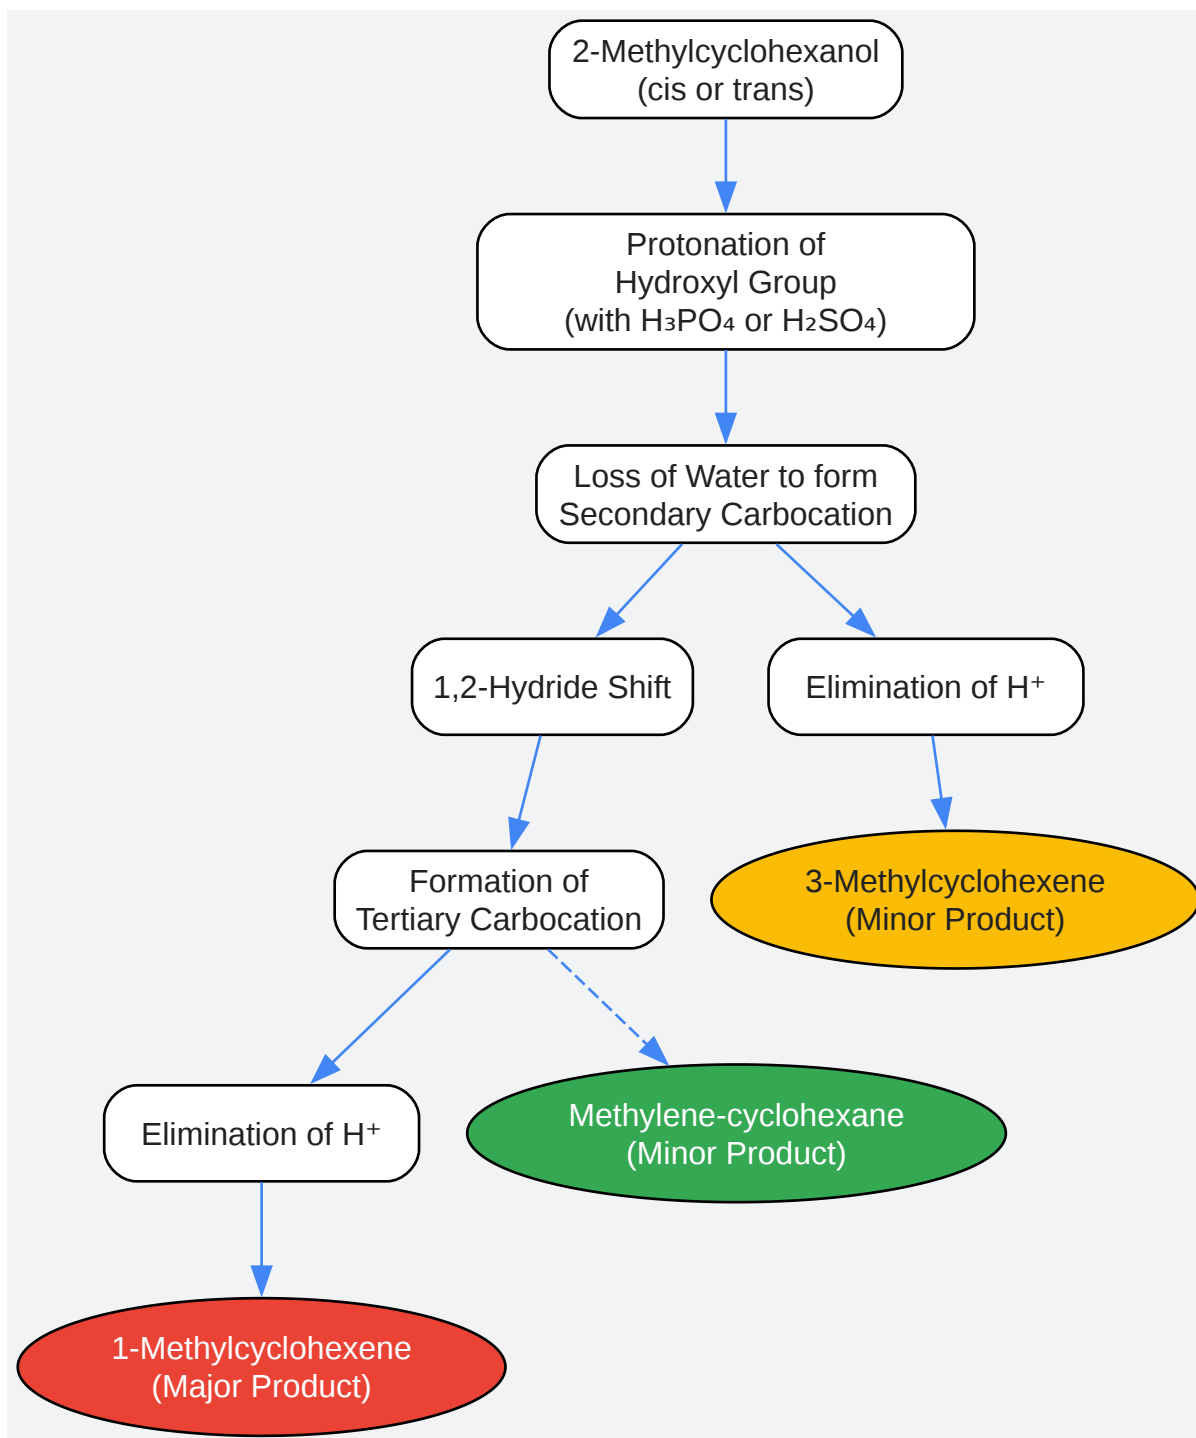 2-Methylcyclohexanol
(cis or trans)
Protonation of
Hydroxyl Group
(with H₃PO₄ or H₂SO₄)
Loss of Water to form
Secondary Carbocation
1,2-Hydride Shift
Elimination of H⁺
Formation of
Tertiary Carbocation
3-Methylcyclohexene
(Minor Product)
Elimination of H⁺
Methylene-cyclohexane
(Minor Product)
1-Methylcyclohexene
(Major Product)